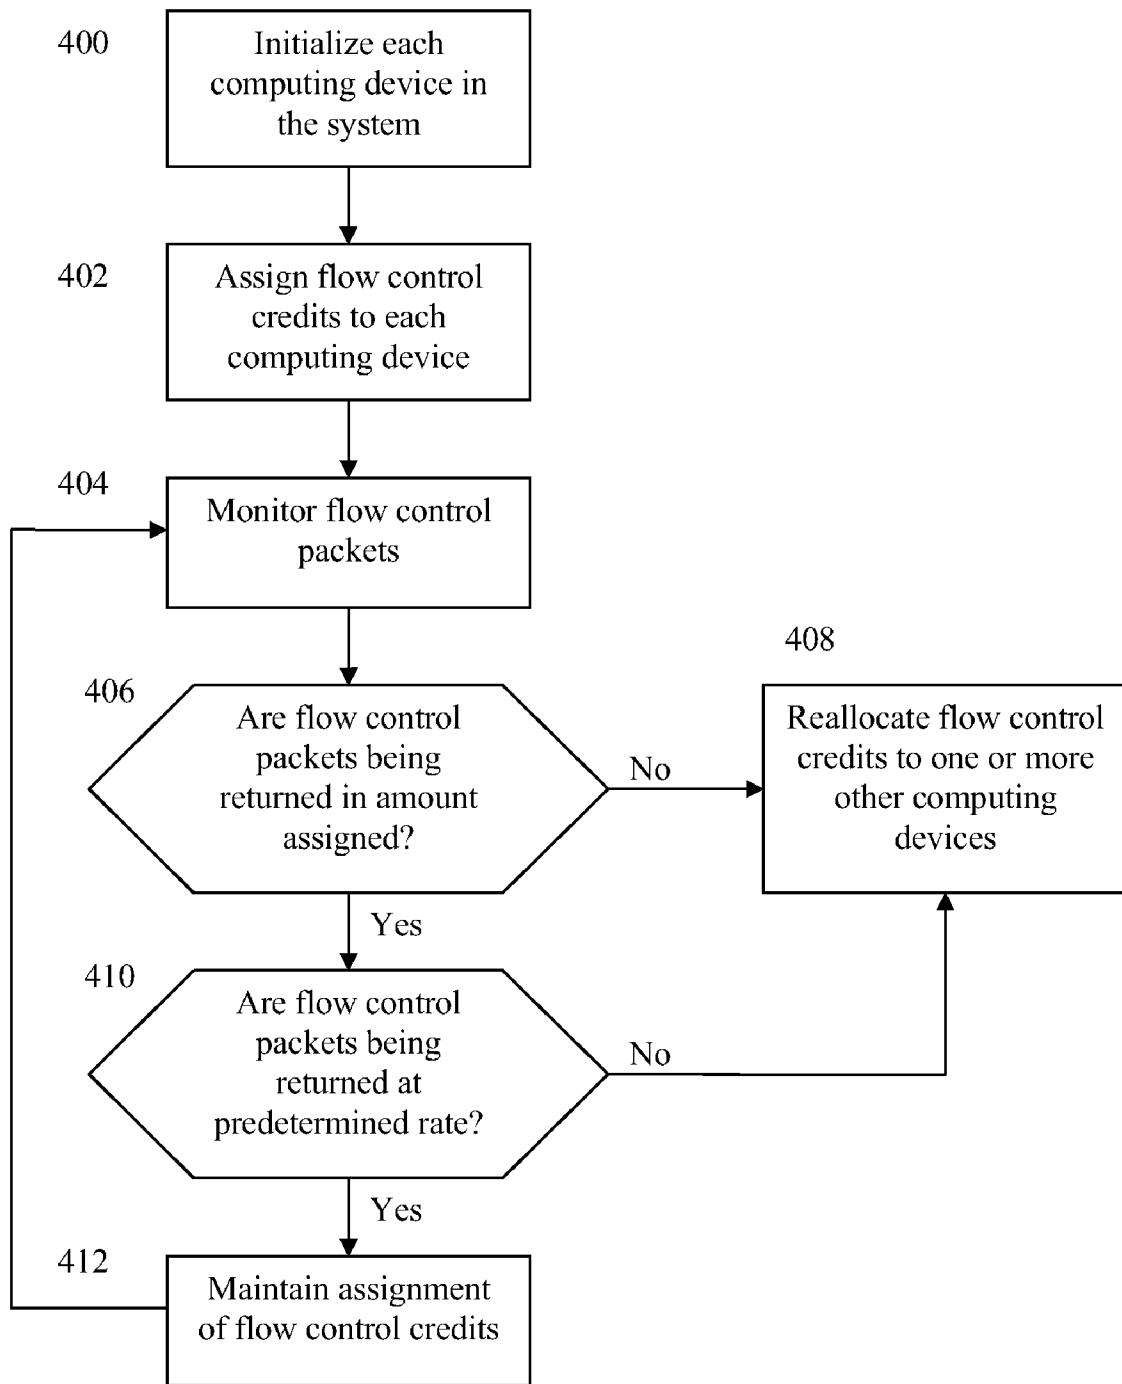 400
Initialize each
computing device in
the system
402
Assign flow control
credits to each
computing device
404
Monitor flow control
packets
406
Are flow control
packets being
returned in amount
assigned?
No
408
Reallocate flow control
credits to one or more
other computing
devices
Yes
410
Are flow control
packets being
returned at
predetermined rate?
No
Yes
412
Maintain assignment
of flow control credits